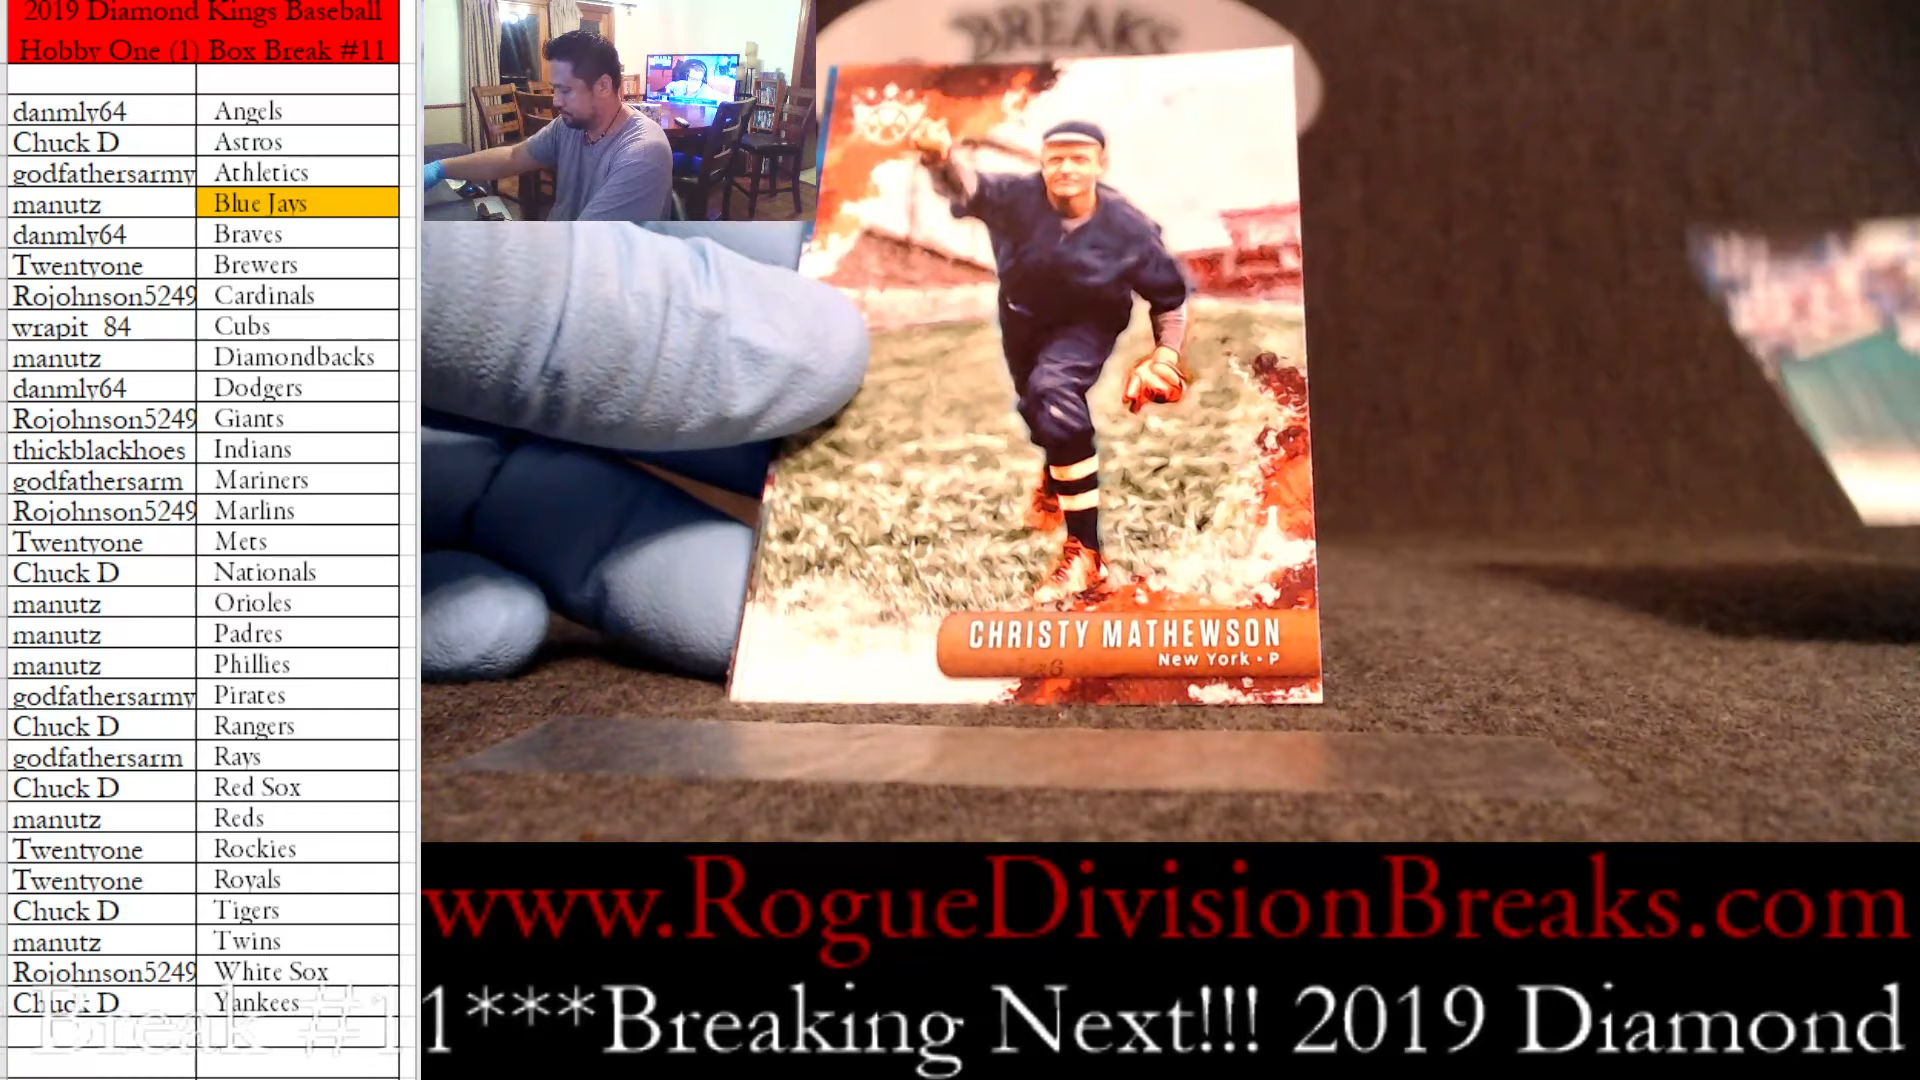 2019 Diamond Kings Baseball
Hobby One (1) Box Break #11
danmly64 Angels
Chuck D Astros
godfathersarmy Athletics
manutz Blue Jays
danmly64 Braves
Twentyone Brewers
Rojohnson5249 Cardinals
wrapit_84 Cubs
manutz Diamondbacks
danmly64 Dodgers
Rojohnson5249 Giants
thickblackhoes Indians
godfathersarm Mariners
Rojohnson5249 Marlins
Twentyone Mets
Chuck D Nationals
manutz Orioles
manutz Padres
manutz Phillies
godfathersarmy Pirates
Chuck D Rangers
godfathersarm Rays
Chuck D Red Sox
manutz Reds
Twentyone Rockies
Twentyone Royals
Chuck D Tigers
manutz Twins
Rojohnson5249 White Sox
Chuck D Yankees
BREAKS
CHRISTY MATHEWSON
New York • P
www.RogueDivisionBreaks.com
Break #11***Breaking Next!!! 2019 Diamond